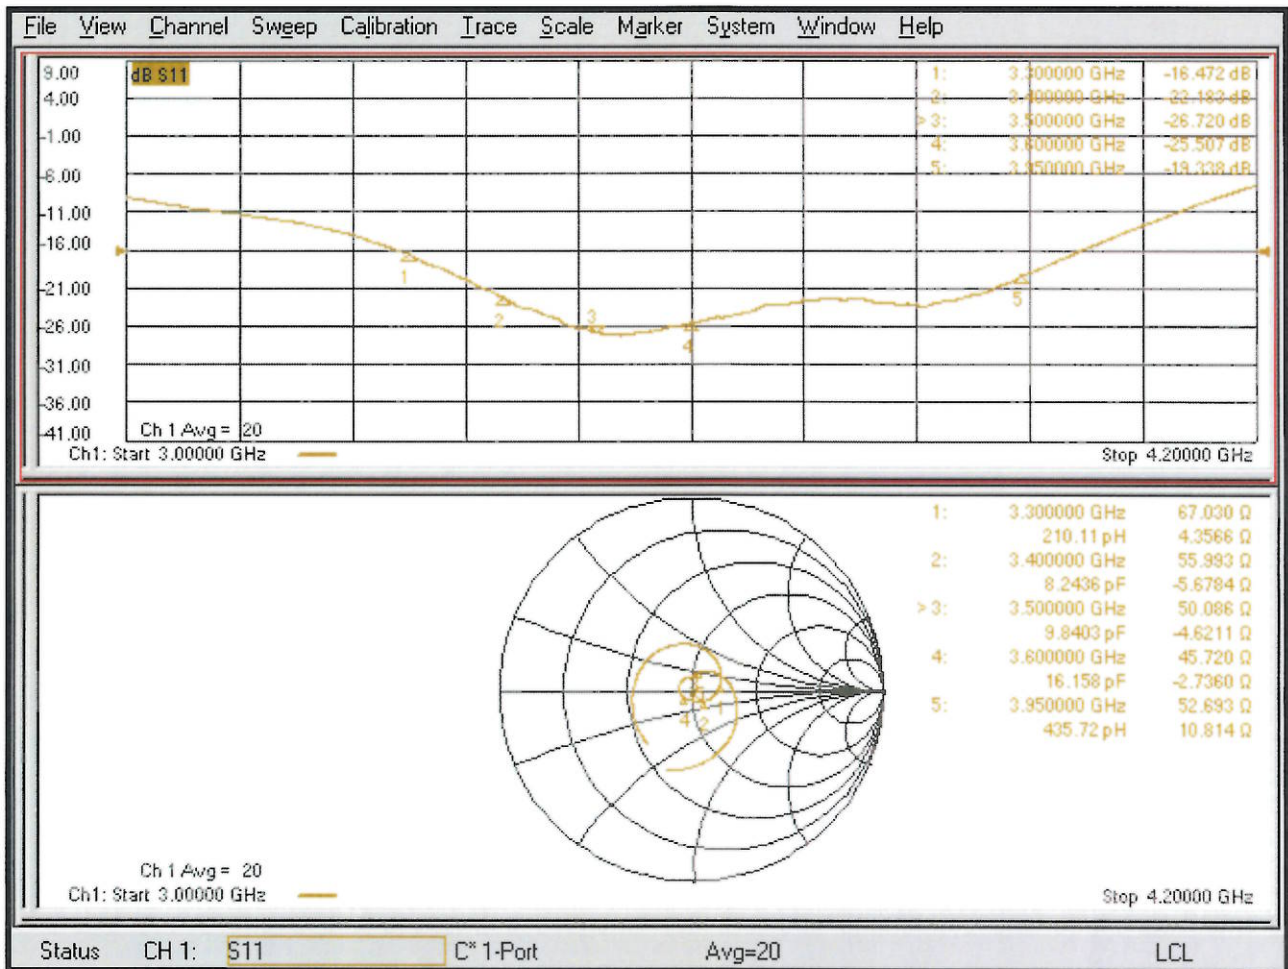 File View Channel Sweep Calibration Trace Scale Marker System Window Help
dB S11
9.00
4.00
-1.00
-6.00
-11.00
-16.00
-21.00
-26.00
-31.00
-36.00
-41.00
1: 3.300000 GHz -16.472 dB
2: 3.400000 GHz -22.183 dB
> 3: 3.500000 GHz -26.720 dB
4: 3.600000 GHz -25.507 dB
5: 3.950000 GHz -19.338 dB
1
2
3
4
5
Ch 1 Avg = 20
Ch1: Start 3.00000 GHz Stop 4.20000 GHz
1: 3.300000 GHz 67.030 Ω
210.11 pH 4.3566 Ω
2: 3.400000 GHz 55.993 Ω
8.2436 pF -5.6784 Ω
> 3: 3.500000 GHz 50.086 Ω
9.8403 pF -4.6211 Ω
4: 3.600000 GHz 45.720 Ω
16.158 pF -2.7360 Ω
5: 3.950000 GHz 52.693 Ω
435.72 pH 10.814 Ω
1
4 2
Ch 1 Avg = 20
Ch1: Start 3.00000 GHz Stop 4.20000 GHz
Status CH 1: S11 C* 1-Port Avg=20 LCL